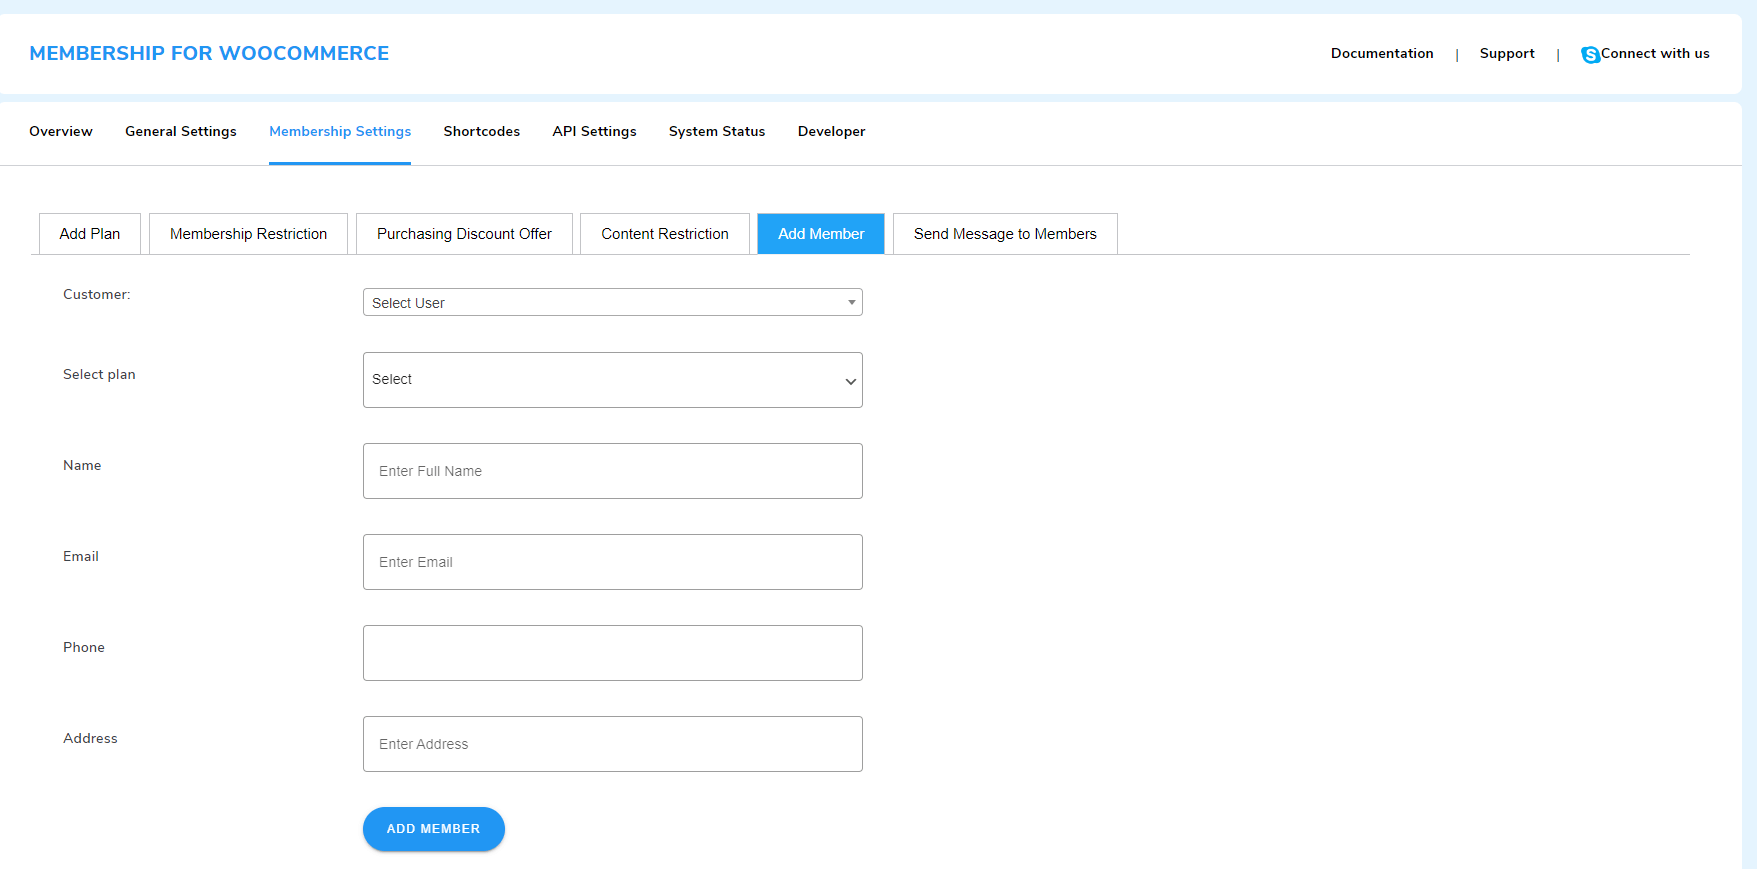 MEMBERSHIP FOR WOOCOMMERCE
Documentation | Support | Connect with us
Overview General Settings Membership Settings Shortcodes API Settings System Status Developer
Add Plan Membership Restriction Purchasing Discount Offer Content Restriction Add Member Send Message to Members
Customer: Select User
Select plan Select
Name Enter Full Name
Email Enter Email
Phone
Address Enter Address
ADD MEMBER